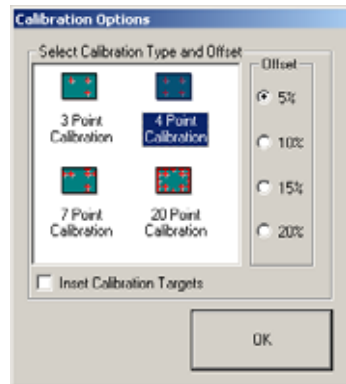 Calibration Options
Select Calibration Type and Offset
Offset
5%
3 Point
Calibration
4 Point
Calibration
10%
15%
7 Point
Calibration
20 Point
Calibration
20%
Inset Calibration Targets
OK